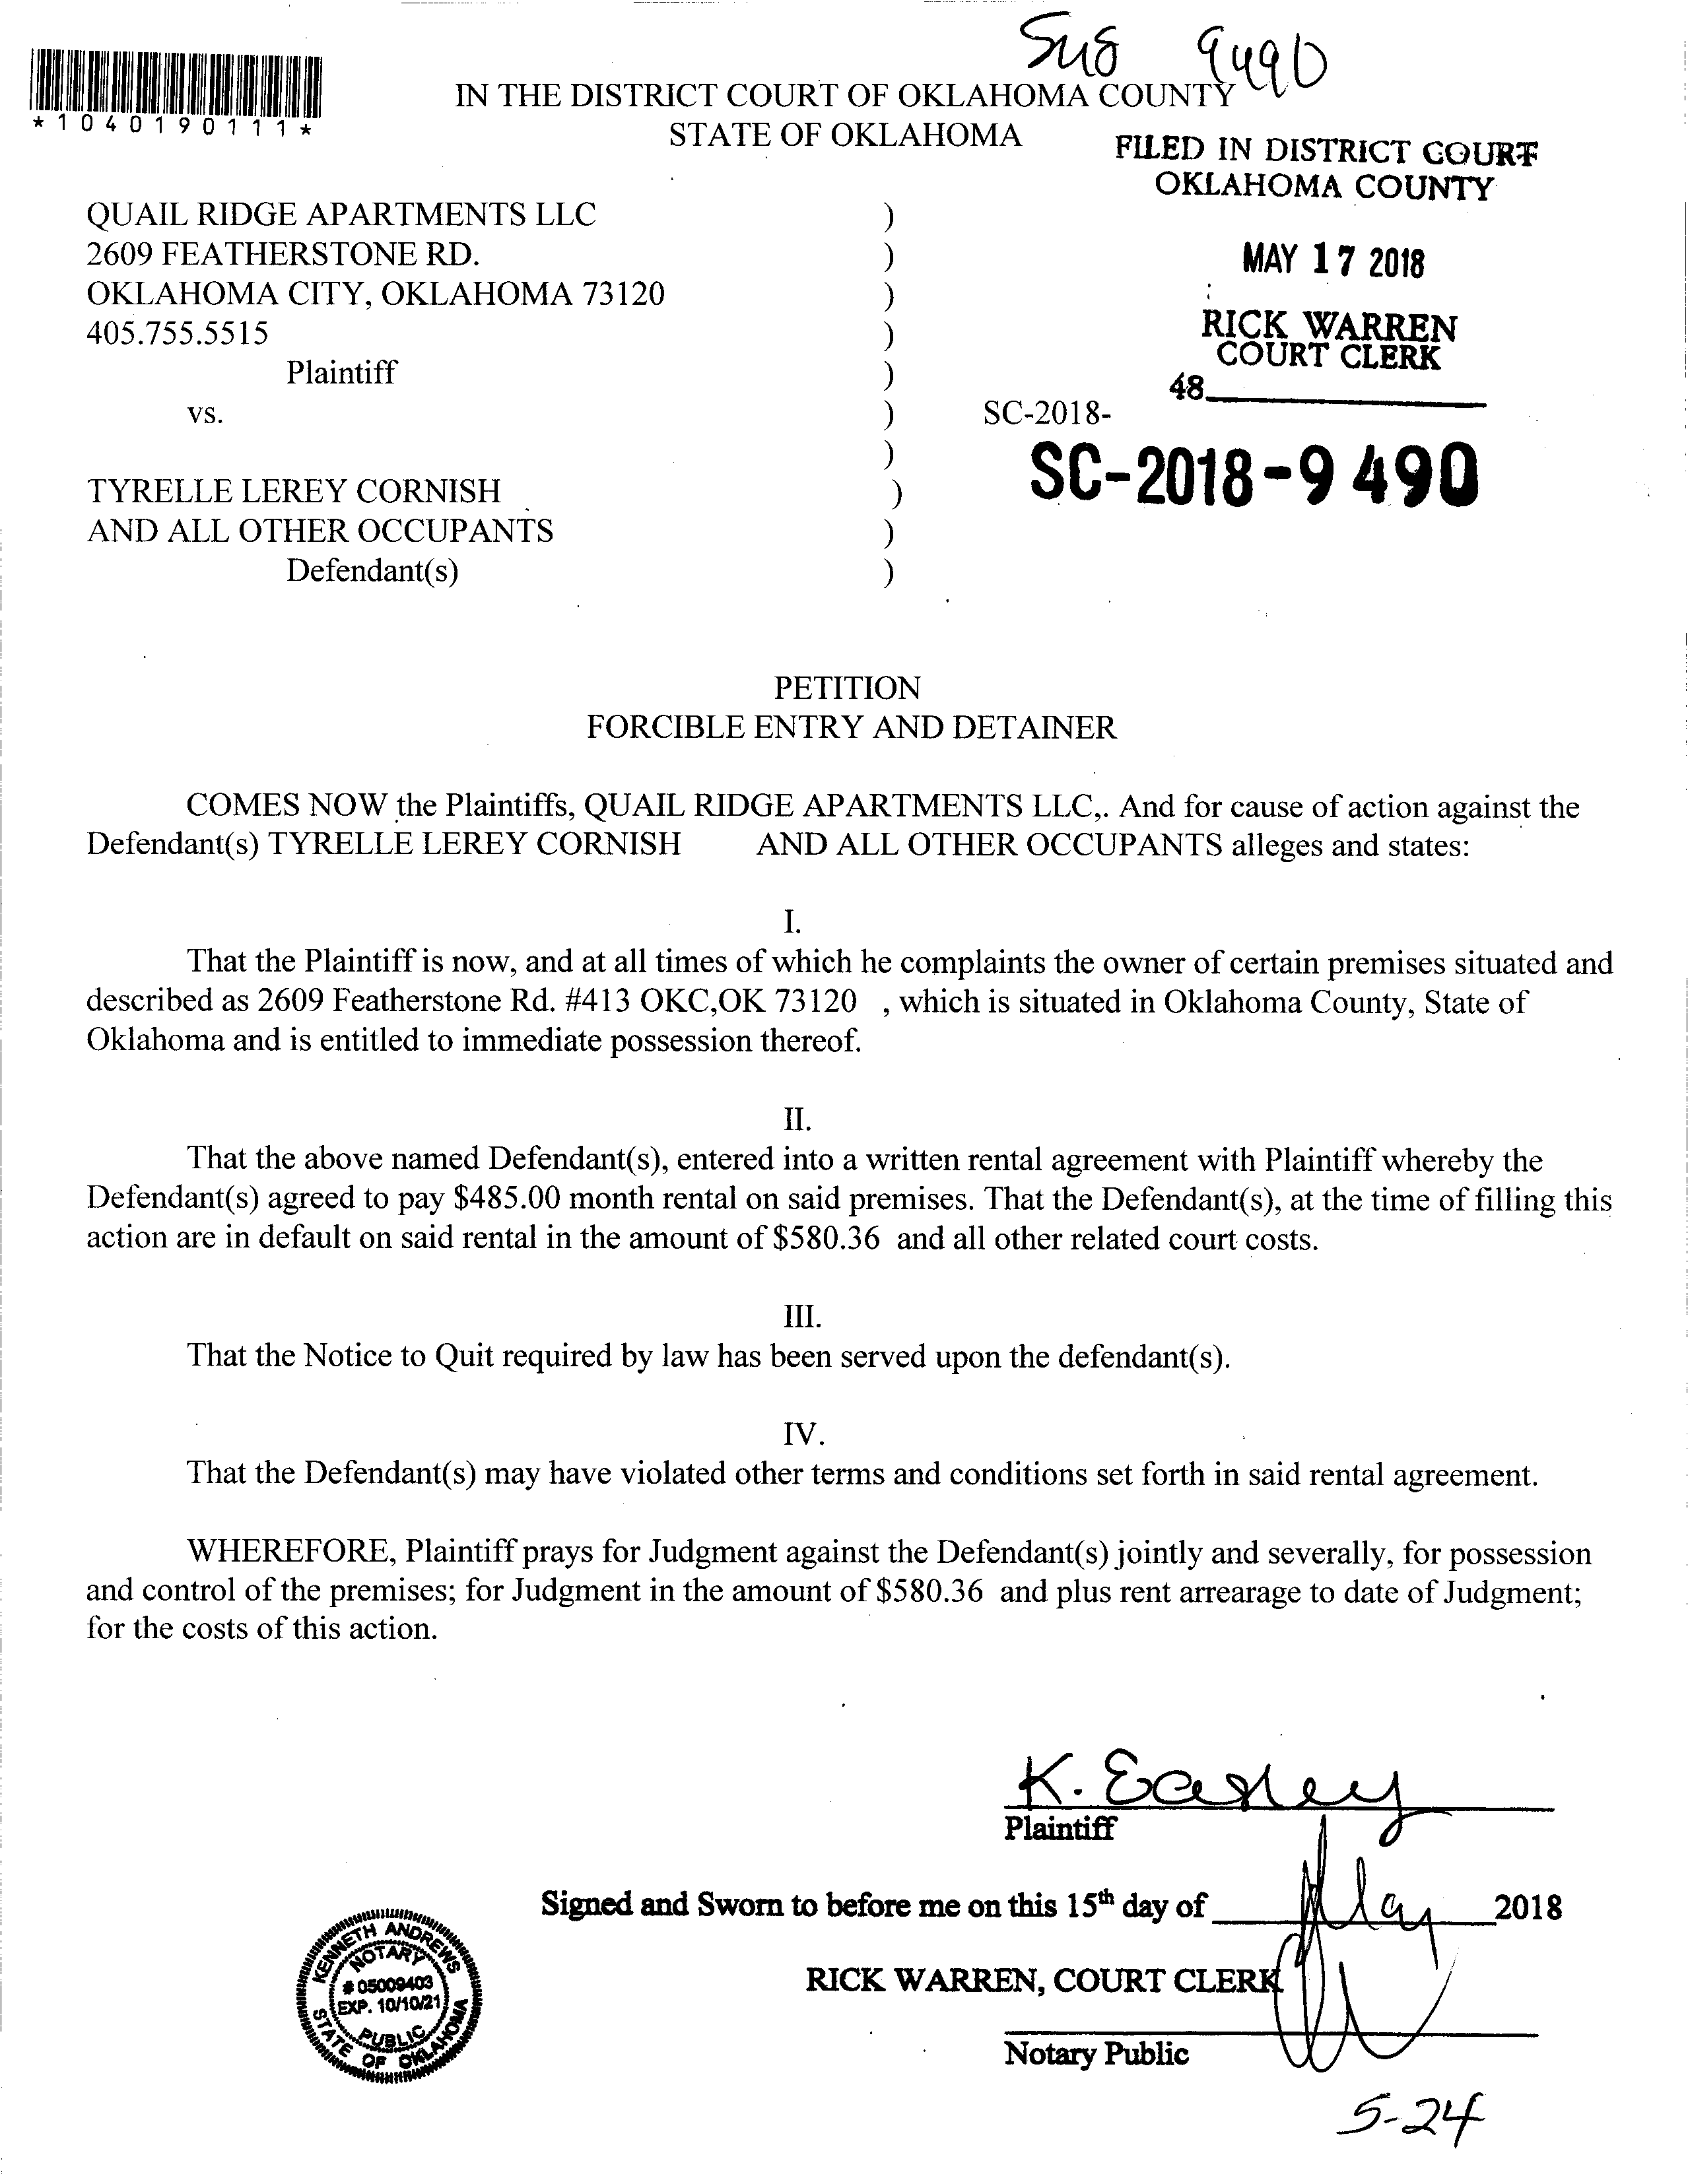 9490
*1040190111*
IN THE DISTRICT COURT OF OKLAHOMA COUNTY
STATE OF OKLAHOMA
FILED IN DISTRICT COURT
OKLAHOMA COUNTY
MAY 17 2018
RICK WARREN
COURT CLERK
48
QUAIL RIDGE APARTMENTS LLC )
2609 FEATHERSTONE RD. )
OKLAHOMA CITY, OKLAHOMA 73120 )
405.755.5515 )
Plaintiff )
vs. ) SC-2018-
)
SC-2018-9490
TYRELLE LEREY CORNISH )
AND ALL OTHER OCCUPANTS )
Defendant(s) )
PETITION
FORCIBLE ENTRY AND DETAINER
COMES NOW the Plaintiffs, QUAIL RIDGE APARTMENTS LLC,. And for cause of action against the
Defendant(s) TYRELLE LEREY CORNISH AND ALL OTHER OCCUPANTS alleges and states:
I.
That the Plaintiff is now, and at all times of which he complaints the owner of certain premises situated and
described as 2609 Featherstone Rd. #413 OKC,OK 73120 , which is situated in Oklahoma County, State of
Oklahoma and is entitled to immediate possession thereof.
II.
That the above named Defendant(s), entered into a written rental agreement with Plaintiff whereby the
Defendant(s) agreed to pay $485.00 month rental on said premises. That the Defendant(s), at the time of filling this
action are in default on said rental in the amount of $580.36 and all other related court costs.
III.
That the Notice to Quit required by law has been served upon the defendant(s).
IV.
That the Defendant(s) may have violated other terms and conditions set forth in said rental agreement.
WHEREFORE, Plaintiff prays for Judgment against the Defendant(s) jointly and severally, for possession
and control of the premises; for Judgment in the amount of $580.36 and plus rent arrearage to date of Judgment;
for the costs of this action.
K. Easley
Plaintiff
Signed and Sworn to before me on this 15th day of May 2018
RICK WARREN, COURT CLERK
Notary Public
KENNETH ANDREWS
NOTARY
# 05009403
EXP. 10/10/21
PUBLIC
STATE OF OKLAHOMA
5-24